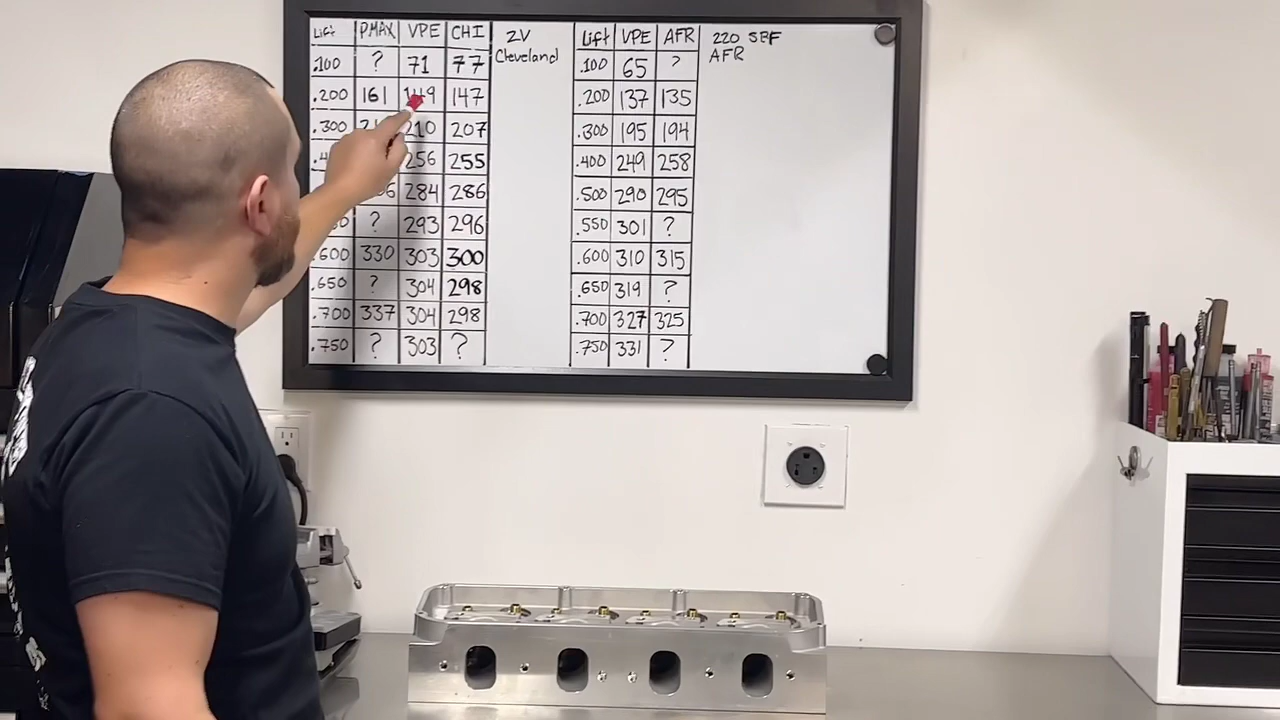 Lift PMAX VPE CHI
.100 ? 71 77
.200 161 149 147
.300 210 207
256 255
284 286
? 293 296
.600 330 303 300
.650 ? 304 298
.700 337 304 298
.750 ? 303 ?
2V
Cleveland
Lift VPE AFR
.100 65 ?
.200 137 135
.300 195 194
.400 249 258
.500 290 295
.550 301 ?
.600 310 315
.650 319 ?
.700 327 325
.750 331 ?
220 SBF
AFR